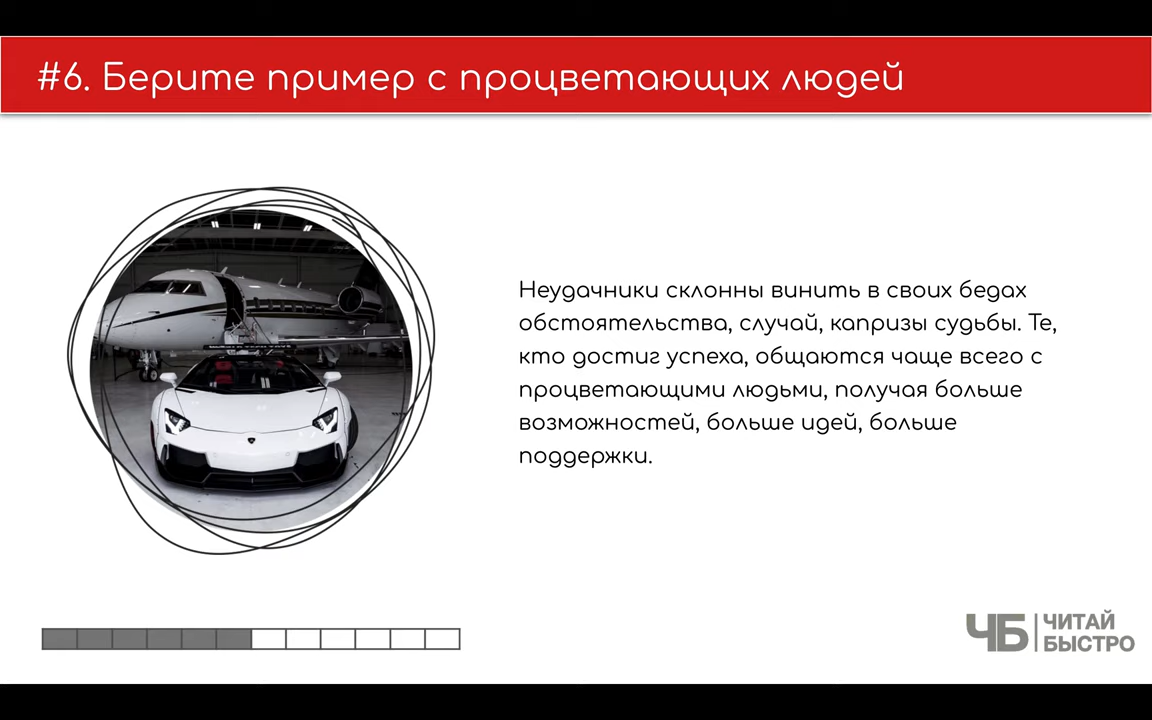 #6. Берите пример с процветающих людей
Неудачники склонны винить в своих бедах
обстоятельства, случай, капризы судьбы. Те,
кто достиг успеха, общаются чаще всего с
процветающими людьми, получая больше
возможностей, больше идей, больше
поддержки.
ЧБ
ЧИТАЙ
БЫСТРО